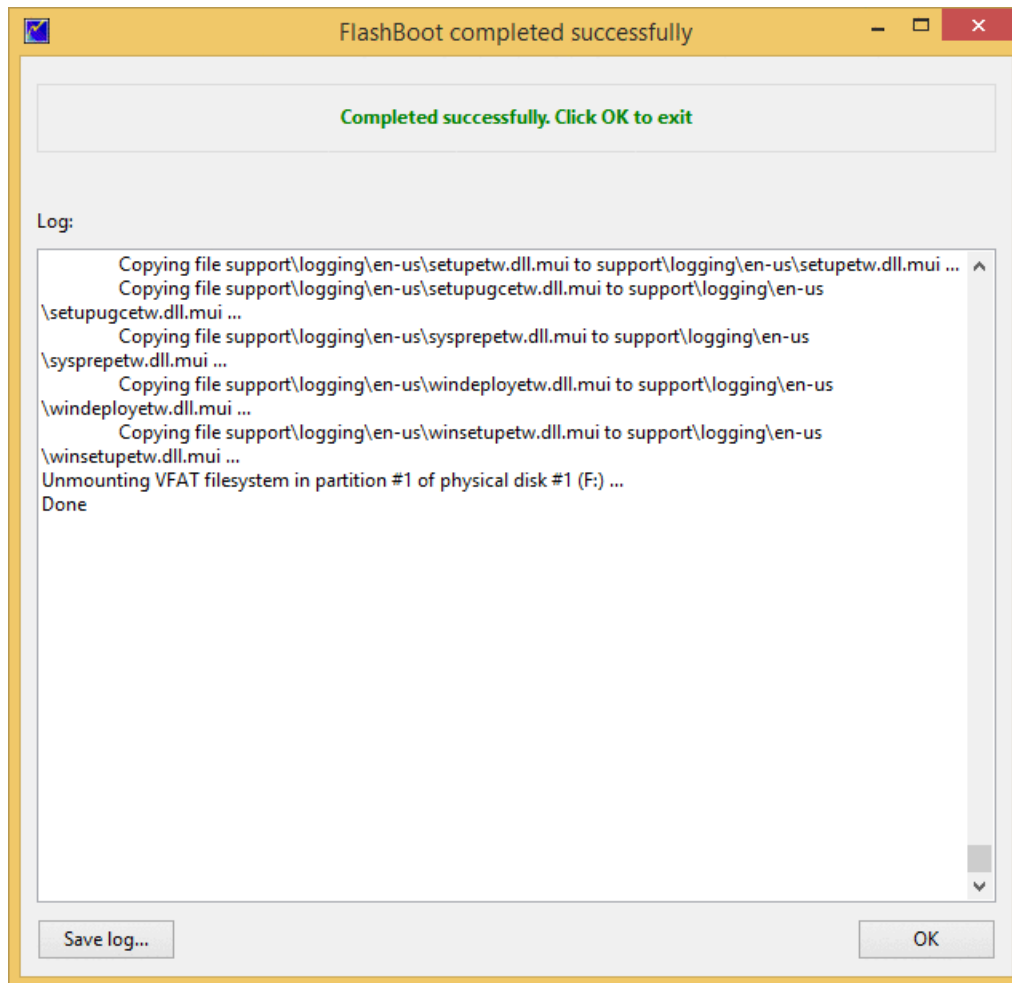 FlashBoot completed successfully
Completed successfully. Click OK to exit
Log:
Copying file support\logging\en-us\setupetw.dll.mui to support\logging\en-us\setupetw.dll.mui ...
Copying file support\logging\en-us\setupugcetw.dll.mui to support\logging\en-us
\setupugcetw.dll.mui ...
Copying file support\logging\en-us\sysprepetw.dll.mui to support\logging\en-us
\sysprepetw.dll.mui ...
Copying file support\logging\en-us\windeployetw.dll.mui to support\logging\en-us
\windeployetw.dll.mui ...
Copying file support\logging\en-us\winsetupetw.dll.mui to support\logging\en-us
\winsetupetw.dll.mui ...
Unmounting VFAT filesystem in partition #1 of physical disk #1 (F:) ...
Done
Save log...
OK